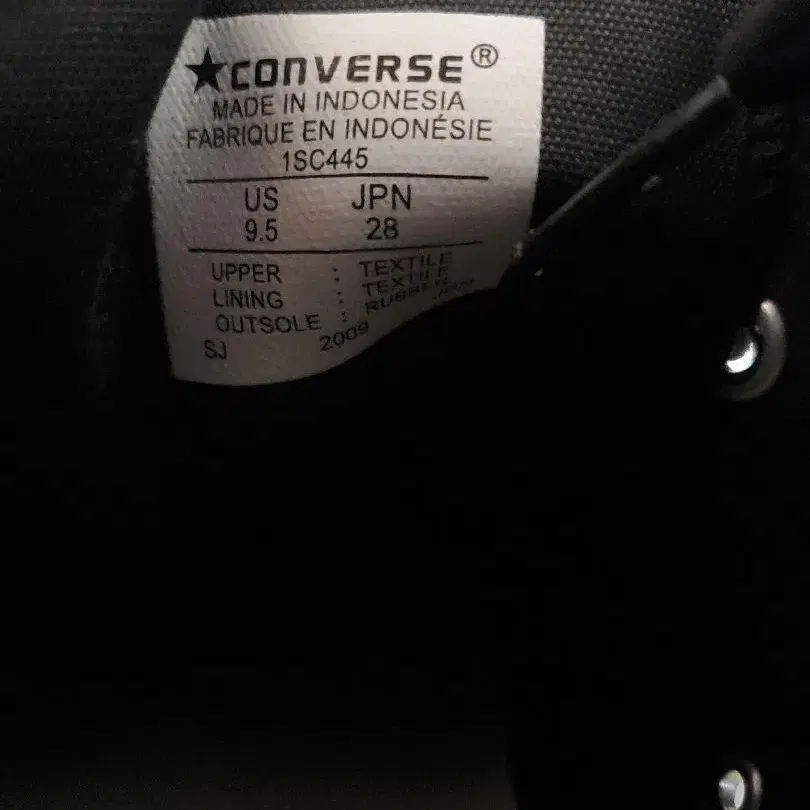 ★CONVERSE®
MADE IN INDONESIA
FABRIQUE EN INDONÉSIE
1SC445
US JPN
9.5 28
UPPER : TEXTILE
LINING : TEXTILE
OUTSOLE : RUBBER JPN
SJ 2009